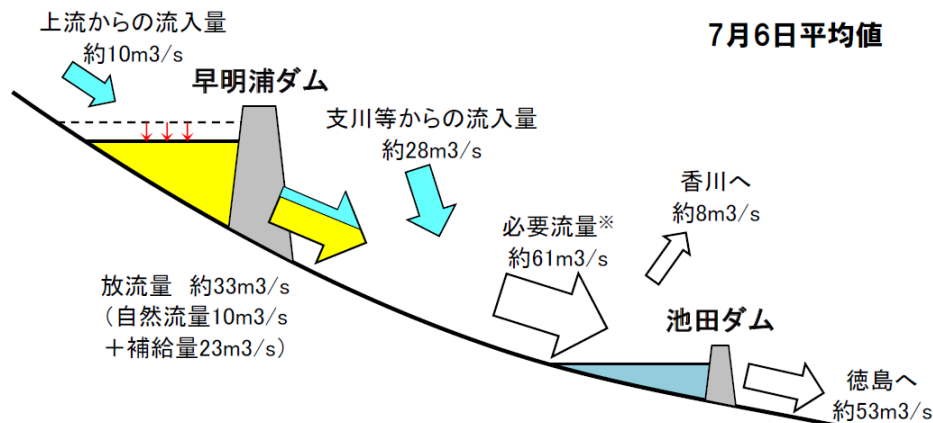 上流からの流入量
約10m3/s
7月6日平均値
早明浦ダム
支川等からの流入量
約28m3/s
香川へ
約8m3/s
必要流量※
約61m3/s
放流量 約33m3/s
（自然流量10m3/s
＋補給量23m3/s）
池田ダム
徳島へ
約53m3/s